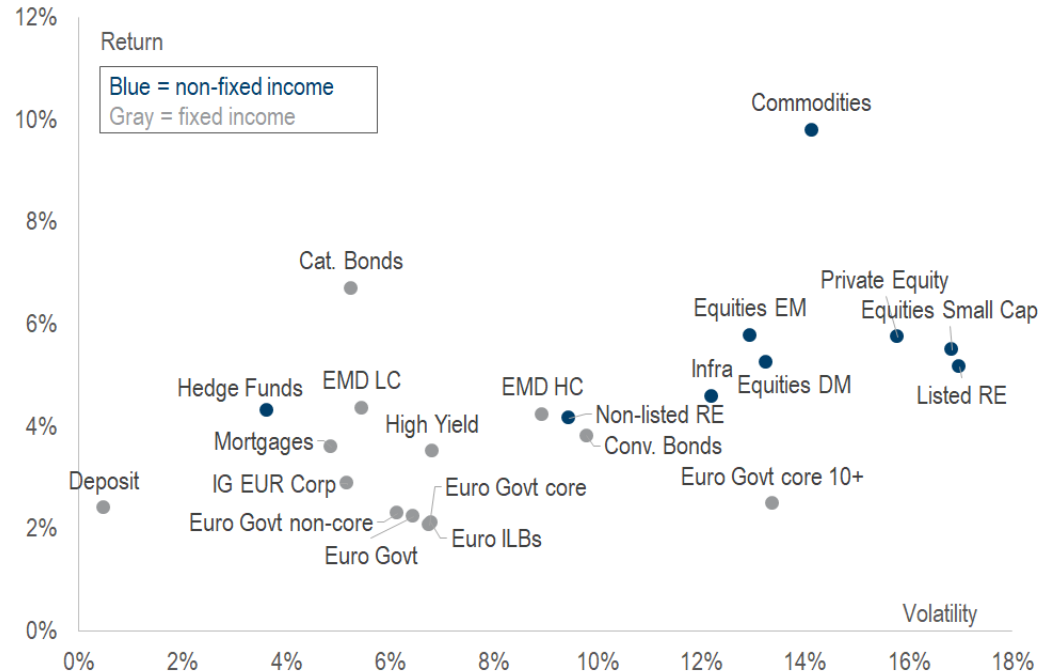 12%
Return
Blue = non-fixed income
Gray = fixed income
Commodities
10%
8%
Cat. Bonds
Private Equity
Equities EM
Equities Small Cap
6%
Infra
Equities DM
Listed RE
Hedge Funds
EMD LC
EMD HC
Non-listed RE
4%
High Yield
Mortgages
Conv. Bonds
Deposit
IG EUR Corp
Euro Govt core
Euro Govt core 10+
Euro Govt non-core
Euro ILBs
2%
Euro Govt
Volatility
0%
0% 2% 4% 6% 8% 10% 12% 14% 16% 18%